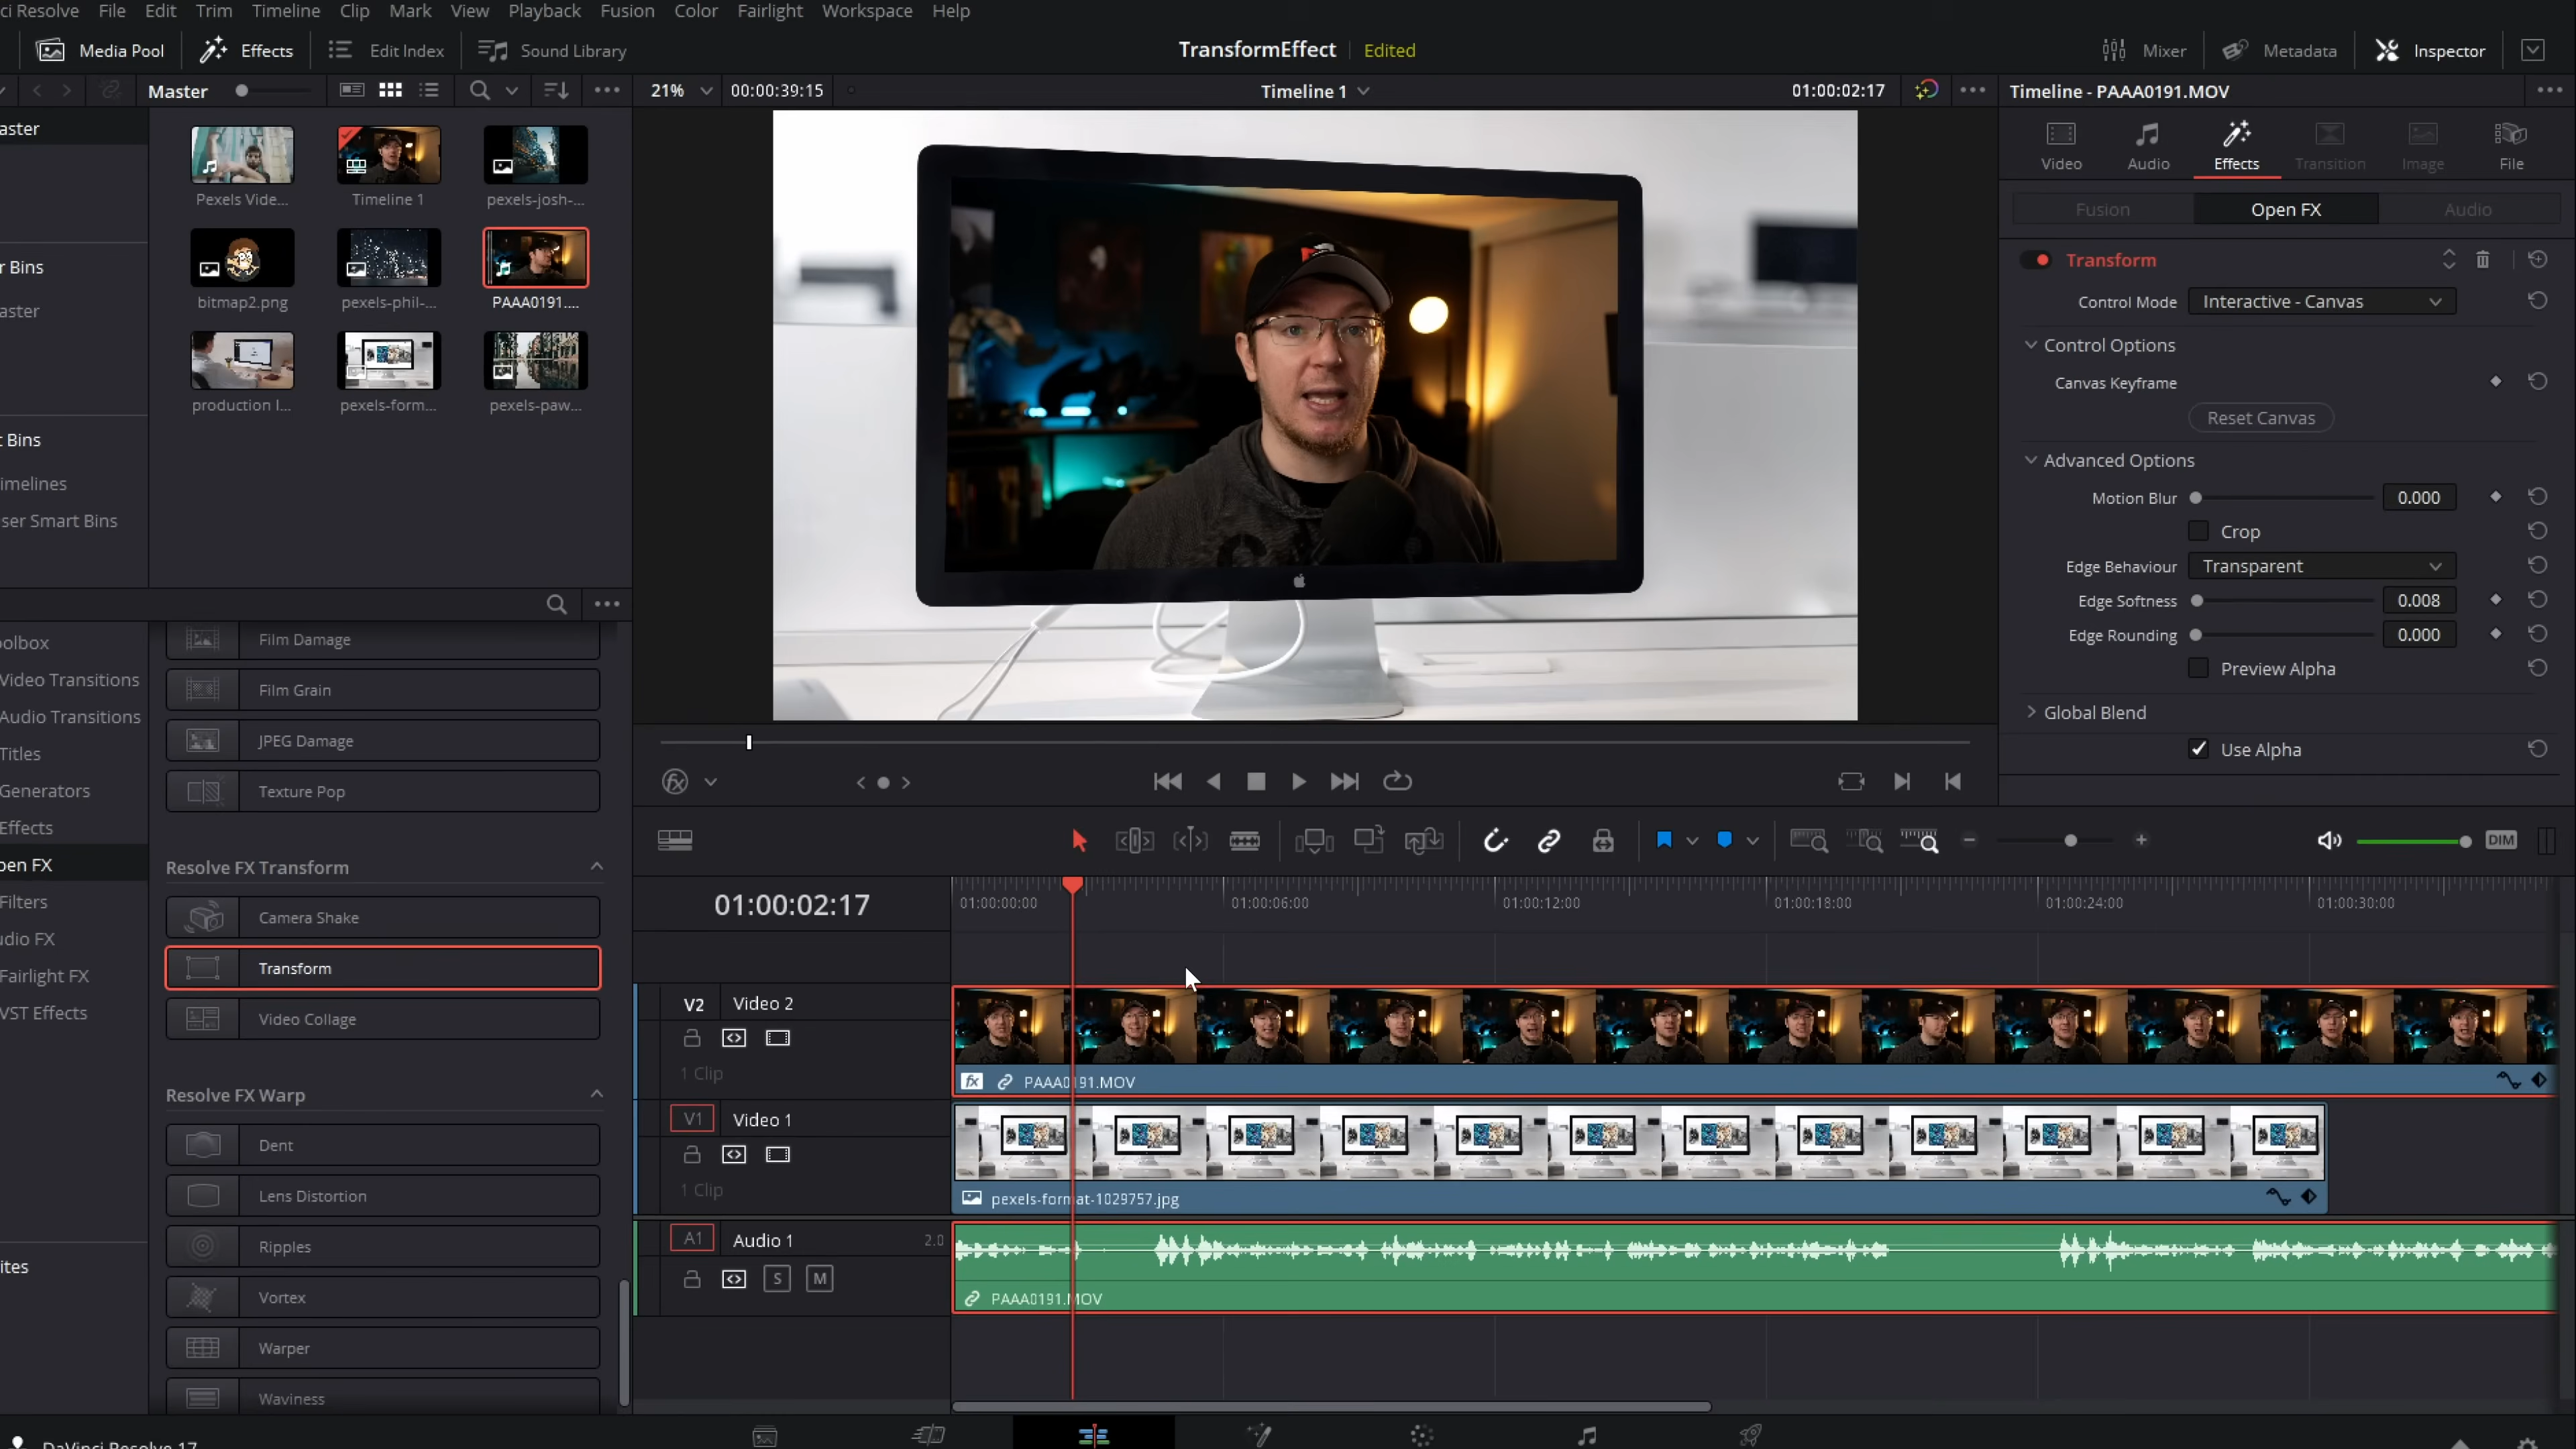 ci Resolve File Edit Trim Timeline Clip Mark View Playback Fusion Color Fairlight Workspace Help
Media Pool Effects Edit Index Sound Library TransformEffect Edited Mixer Metadata Inspector
Master 21% 00:00:39:15 Timeline 1 01:00:02:17 Timeline - PAAA0191.MOV
aster
Pexels Vide... Timeline 1 pexels-josh-...
Video Audio Effects Transition Image File
Fusion Open FX Audio
r Bins
aster
bitmap2.png pexels-phil-... PAAA0191....
Transform
Control Mode Interactive - Canvas
Control Options
Canvas Keyframe
Reset Canvas
production l... pexels-form... pexels-paw...
t Bins
imelines
ser Smart Bins
Advanced Options
Motion Blur 0.000
Crop
Edge Behaviour Transparent
Edge Softness 0.008
Edge Rounding 0.000
Preview Alpha
Global Blend
Use Alpha
oolbox
Video Transitions
Audio Transitions
Titles
Generators
Effects
pen FX
Filters
udio FX
Fairlight FX
VST Effects
ites
Film Damage
Film Grain
JPEG Damage
Texture Pop
Resolve FX Transform
Camera Shake
Transform
Video Collage
Resolve FX Warp
Dent
Lens Distortion
Ripples
Vortex
Warper
Waviness
DIM
01:00:02:17 01:00:00:00 01:00:06:00 01:00:12:00 01:00:18:00 01:00:24:00 01:00:30:00
V2 Video 2
1 Clip
fx PAAA0191.MOV
V1 Video 1
1 Clip
pexels-format-1029757.jpg
A1 Audio 1 2.0
S M
PAAA0191.MOV
DaVinci Resolve 17